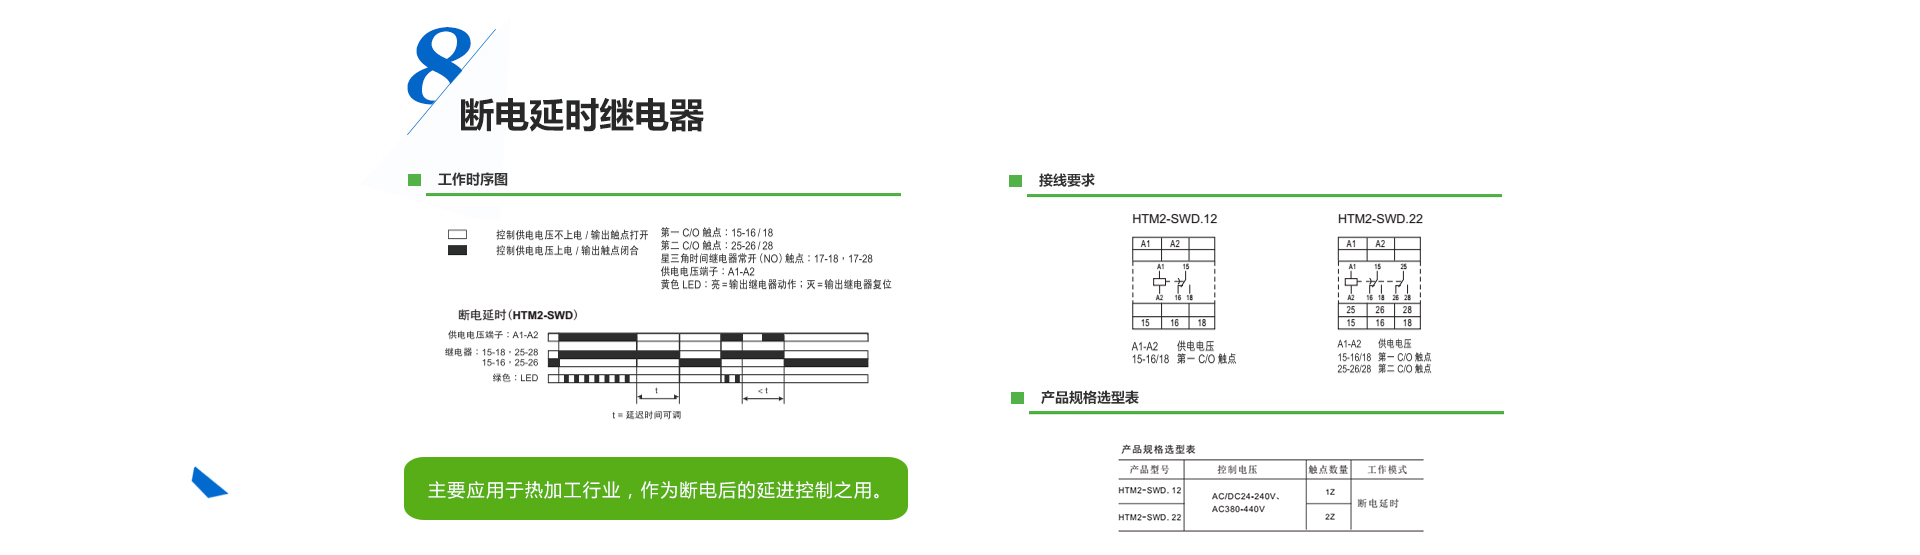 8
断电延时继电器
工作时序图
控制供电电压不上电 / 输出触点打开
控制供电电压上电 / 输出触点闭合
第一 C/O 触点：15-16 / 18
第二 C/O 触点：25-26 / 28
星三角时间继电器常开（NO）触点：17-18，17-28
供电电压端子：A1-A2
黄色 LED：亮＝输出继电器动作；灭＝输出继电器复位
断电延时（HTM2-SWD）
供电电压端子：A1-A2
继电器：15-18，25-28
15-16，25-26
绿色：LED
t
< t
t = 延迟时间可调
主要应用于热加工行业，作为断电后的延进控制之用。
接线要求
HTM2-SWD.12
A1 A2
A1 15
A2 16 18
15 16 18
A1-A2 供电电压
15-16/18 第一 C/O 触点
HTM2-SWD.22
A1 A2
A1 15 25
A2 16 18 26 28
25 26 28
15 16 18
A1-A2 供电电压
15-16/18 第一 C/O 触点
25-26/28 第二 C/O 触点
产品规格选型表
产品规格选型表
产品型号 控制电压 触点数量 工作模式
HTM2-SWD. 12 AC/DC24-240V、 1Z
AC380-440V 断电延时
HTM2-SWD. 22 2Z